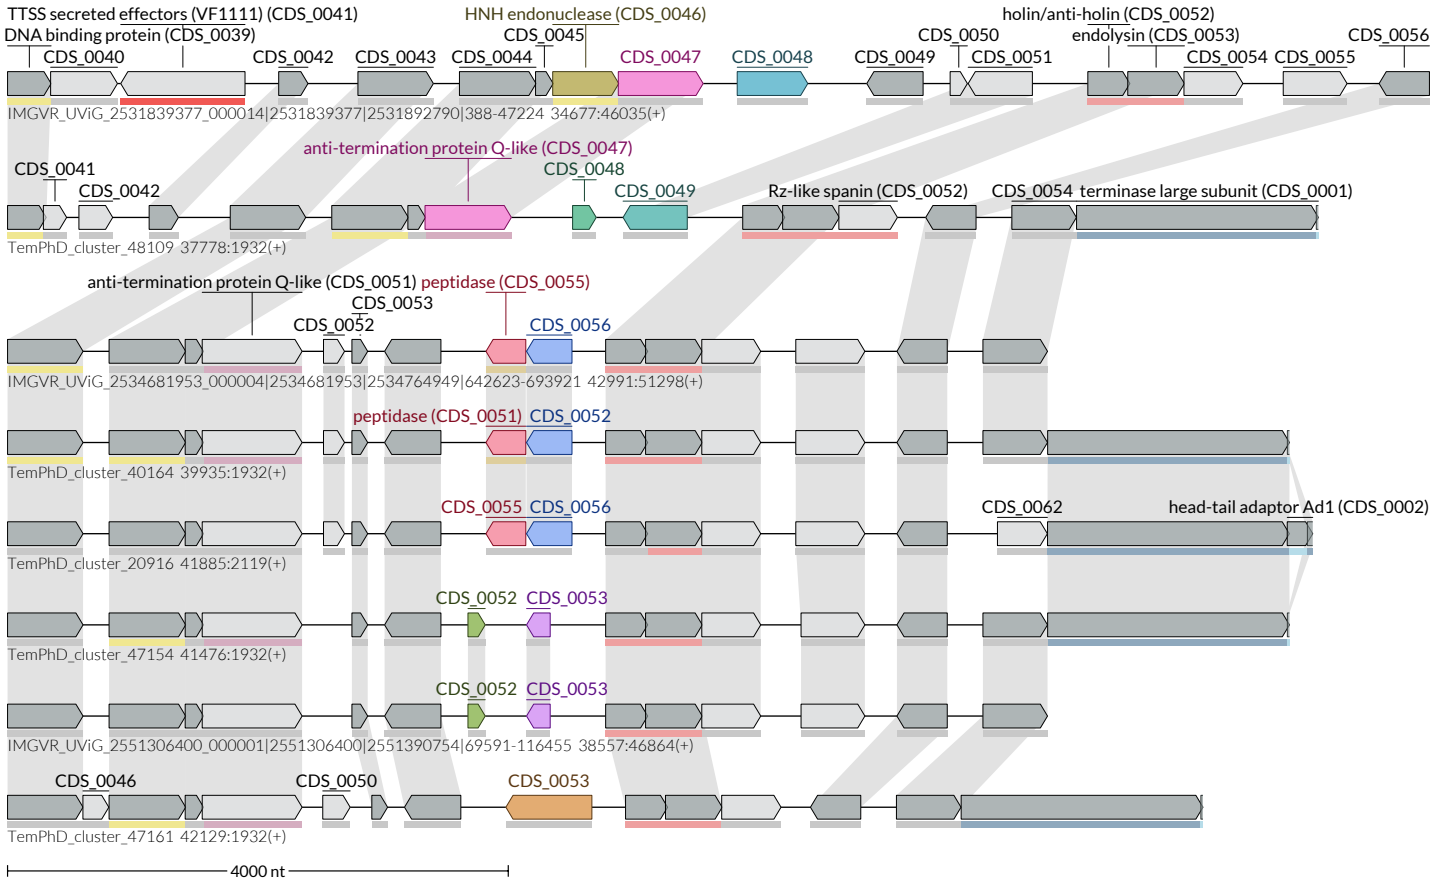 TTSS secreted effectors (VF1111) (CDS_0041) HNH endonuclease (CDS_0046) holin/anti-holin (CDS_0052)
DNA binding protein (CDS_0039) CDS_0045 CDS_0050 endolysin (CDS_0053) CDS_0056
CDS_0040 CDS_0042 CDS_0043 CDS_0044 CDS_0047 CDS_0048 CDS_0049 CDS_0051 CDS_0054 CDS_0055
IMGVR_UViG_2531839377_000014|2531839377|2531892790|388-47224 34677:46035(+)
anti-termination protein Q-like (CDS_0047)
CDS_0041 CDS_0048
CDS_0042 CDS_0049 Rz-like spanin (CDS_0052) CDS_0054 terminase large subunit (CDS_0001)
TemPhD_cluster_48109 37778:1932(+)
anti-termination protein Q-like (CDS_0051) peptidase (CDS_0055)
CDS_0053
CDS_0052 CDS_0056
IMGVR_UViG_2534681953_000004|2534681953|2534764949|642623-693921 42991:51298(+)
peptidase (CDS_0051) CDS_0052
TemPhD_cluster_40164 39935:1932(+)
CDS_0055 CDS_0056 CDS_0062 head-tail adaptor Ad1 (CDS_0002)
TemPhD_cluster_20916 41885:2119(+)
CDS_0052 CDS_0053
TemPhD_cluster_47154 41476:1932(+)
CDS_0052 CDS_0053
IMGVR_UViG_2551306400_000001|2551306400|2551390754|69591-116455 38557:46864(+)
CDS_0046 CDS_0050 CDS_0053
TemPhD_cluster_47161 42129:1932(+)
4000 nt